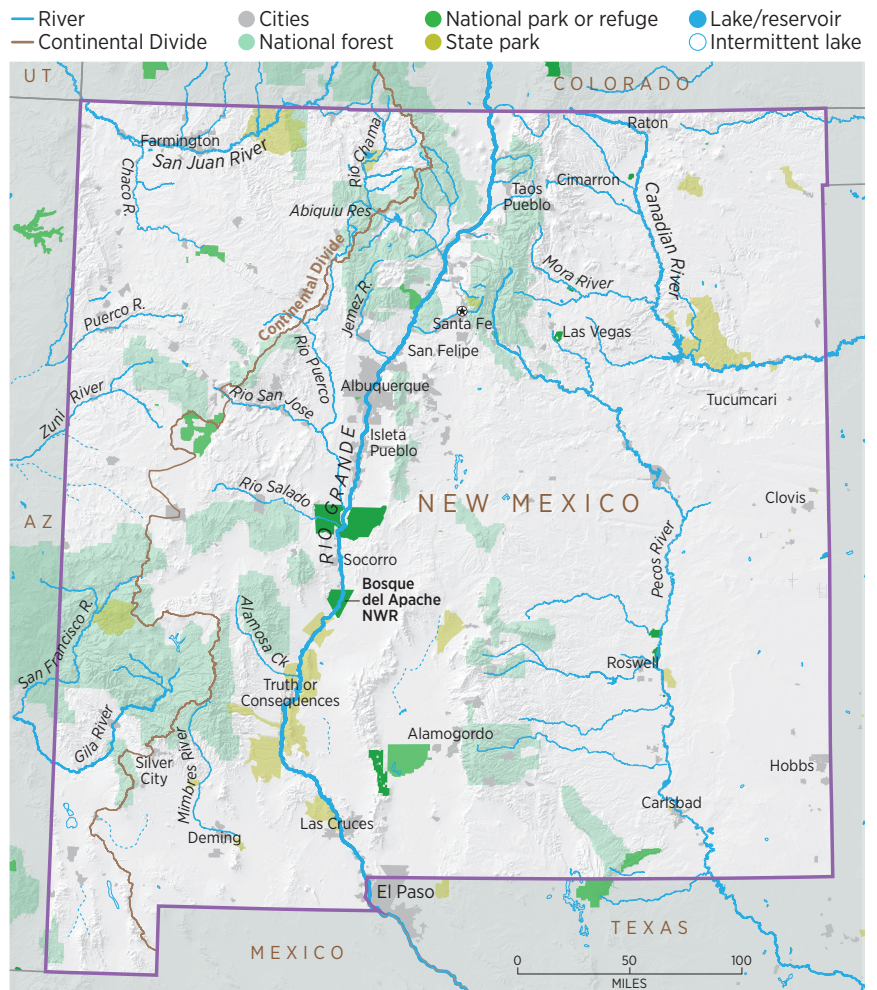 River
Cities
National park or refuge
Lake/reservoir
Continental Divide
National forest
State park
Intermittent lake
UT
COLORADO
Farmington
San Juan River
Rio Chama
Raton
Chaco R.
Taos
Pueblo
Cimarron
Canadian River
Abiquiu Res
Continental Divide
Jemez R.
Mora River
Puerco R.
Santa Fe
Las Vegas
San Felipe
Rio Puerco
Albuquerque
Zuni River
Rio San Jose
Tucumcari
Isleta
Pueblo
RIO GRANDE
Rio Salado
NEW MEXICO
Clovis
AZ
Pecos River
Socorro
Bosque
del Apache
NWR
Alamosa Ck
San Francisco R.
Roswell
Truth or
Consequences
Gila River
Alamogordo
Silver
City
Mimbres River
Hobbs
Carlsbad
Las Cruces
Deming
El Paso
TEXAS
MEXICO
0
50
100
MILES